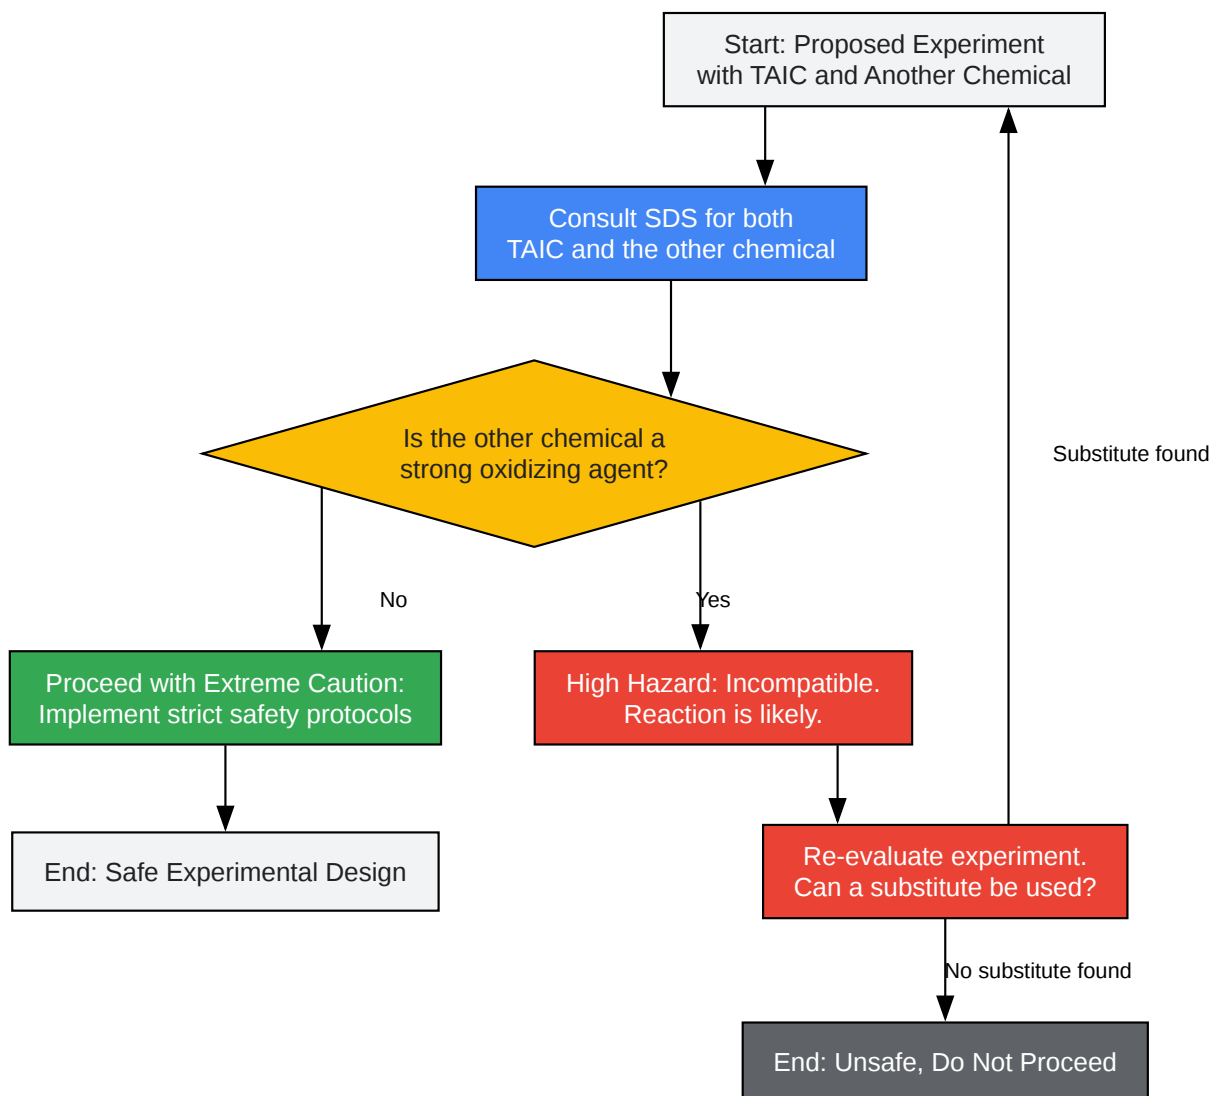 Start: Proposed Experiment
with TAIC and Another Chemical
Consult SDS for both
TAIC and the other chemical
Is the other chemical a
strong oxidizing agent?
Substitute found
No
Yes
Proceed with Extreme Caution:
Implement strict safety protocols
High Hazard: Incompatible.
Reaction is likely.
End: Safe Experimental Design
Re-evaluate experiment.
Can a substitute be used?
No substitute found
End: Unsafe, Do Not Proceed